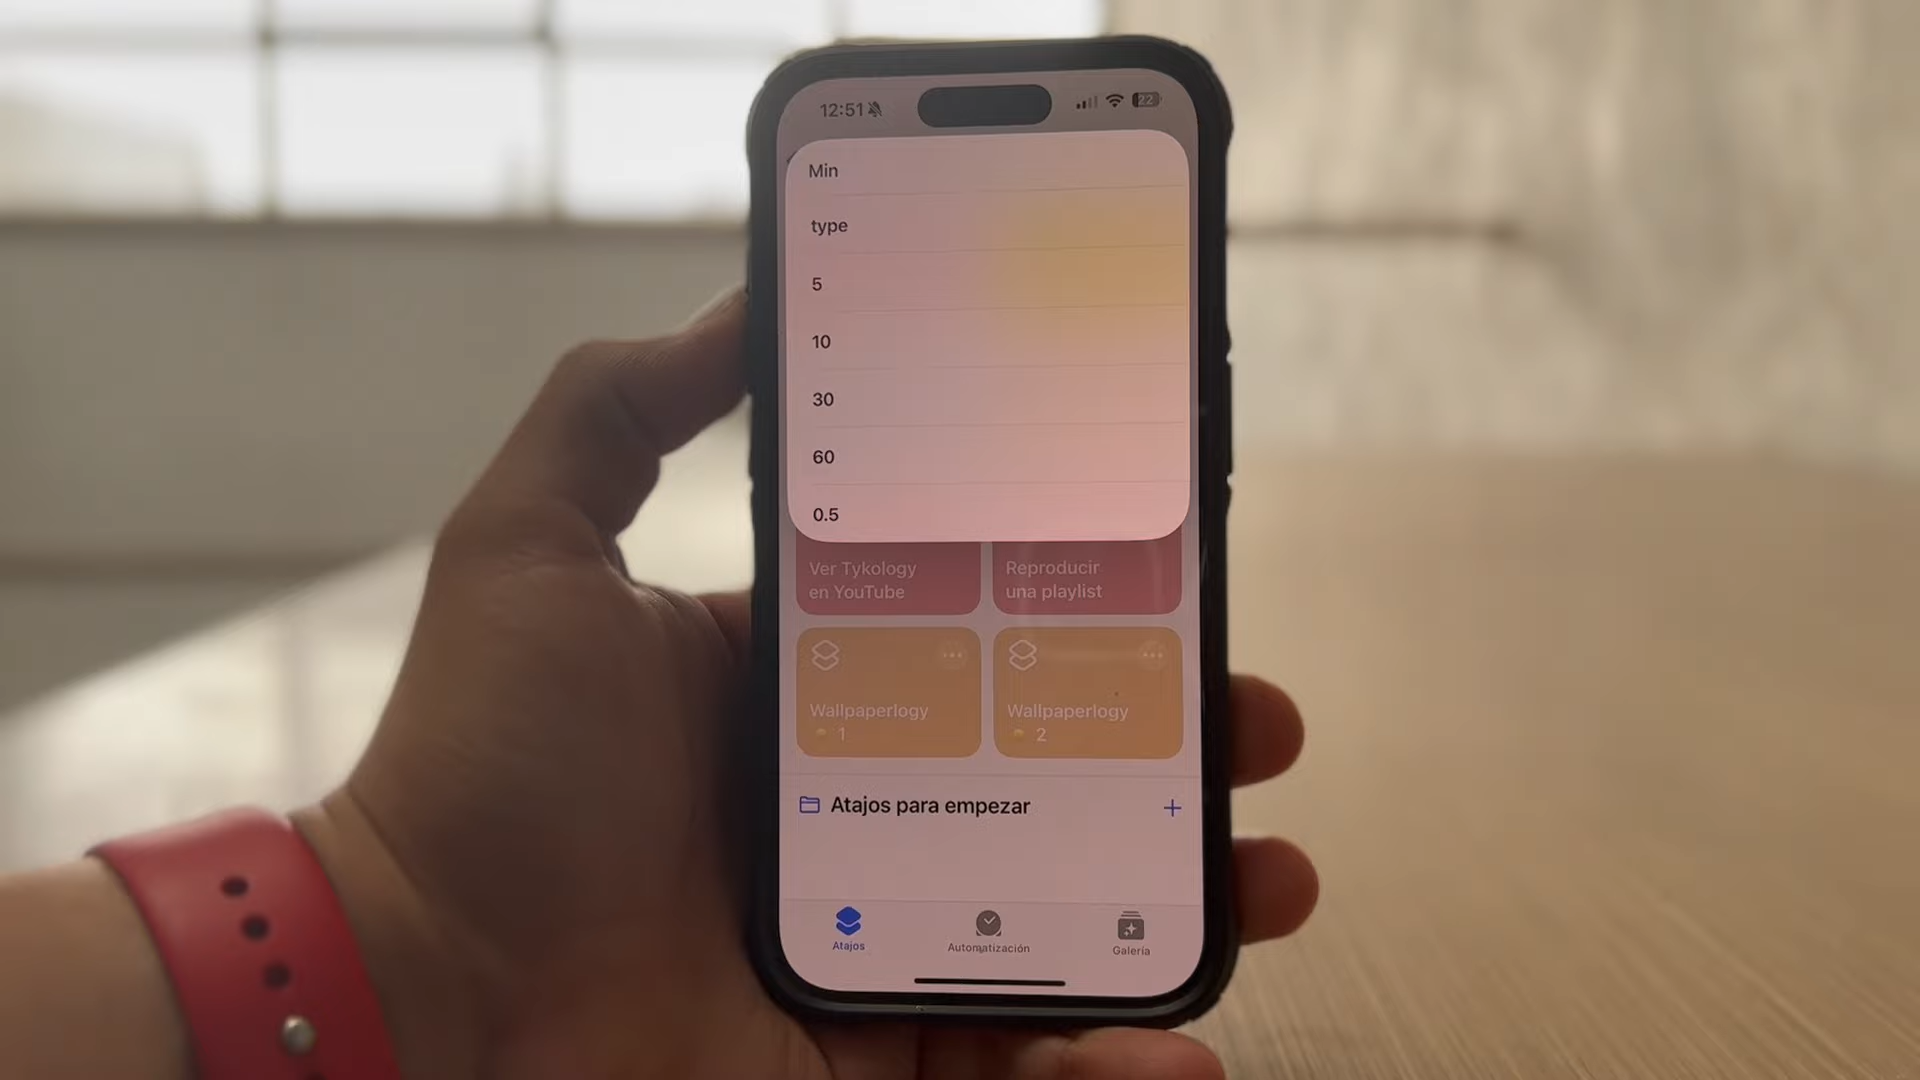 12:51
22
Min
type
5
10
30
60
0.5
Ver Tykology
en YouTube
Reproducir
una playlist
Wallpaperlogy
1
Wallpaperlogy
2
Atajos para empezar
Atajos
Automatización
Galería